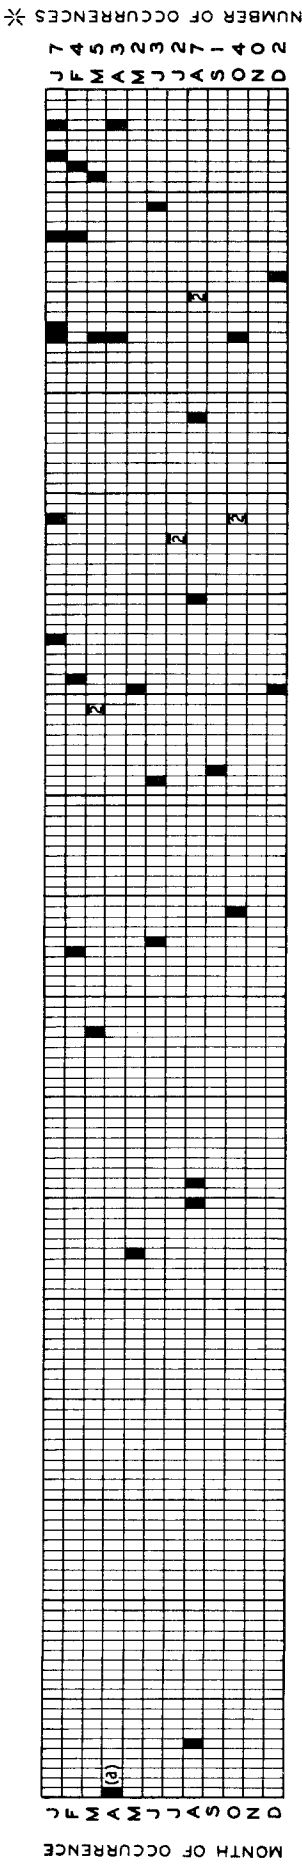 NUMBER OF OCCURRENCES ⚹
J 7
F 4
M 5
A 3
M 2
J 3
J 2
A 7
S 1
O 4
N 0
D 2
2
2
2
2
(a)
J
F
M
A
M
J
J
A
S
O
N
D
MONTH OF OCCURRENCE